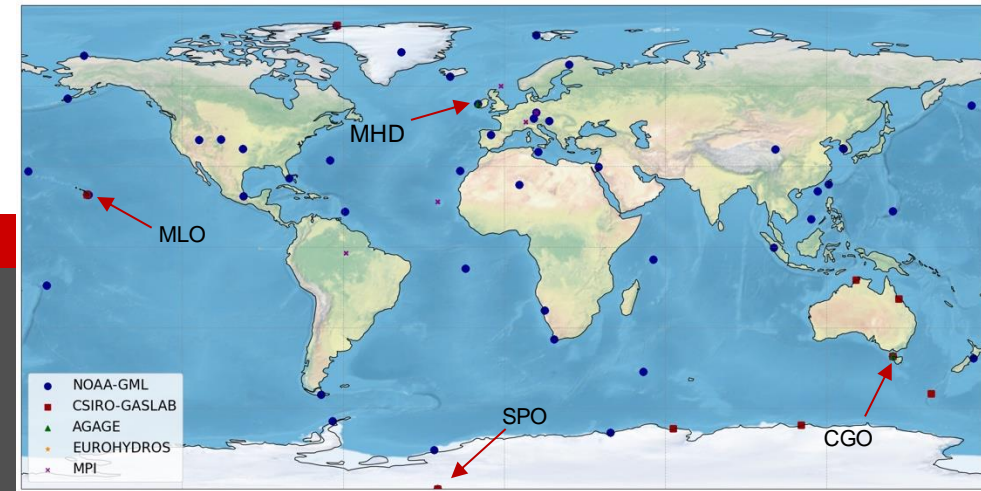 MHD
MLO
NOAA-GML
CSIRO-GASLAB
AGAGE
EUROHYDROS
MPI
SPO
CGO